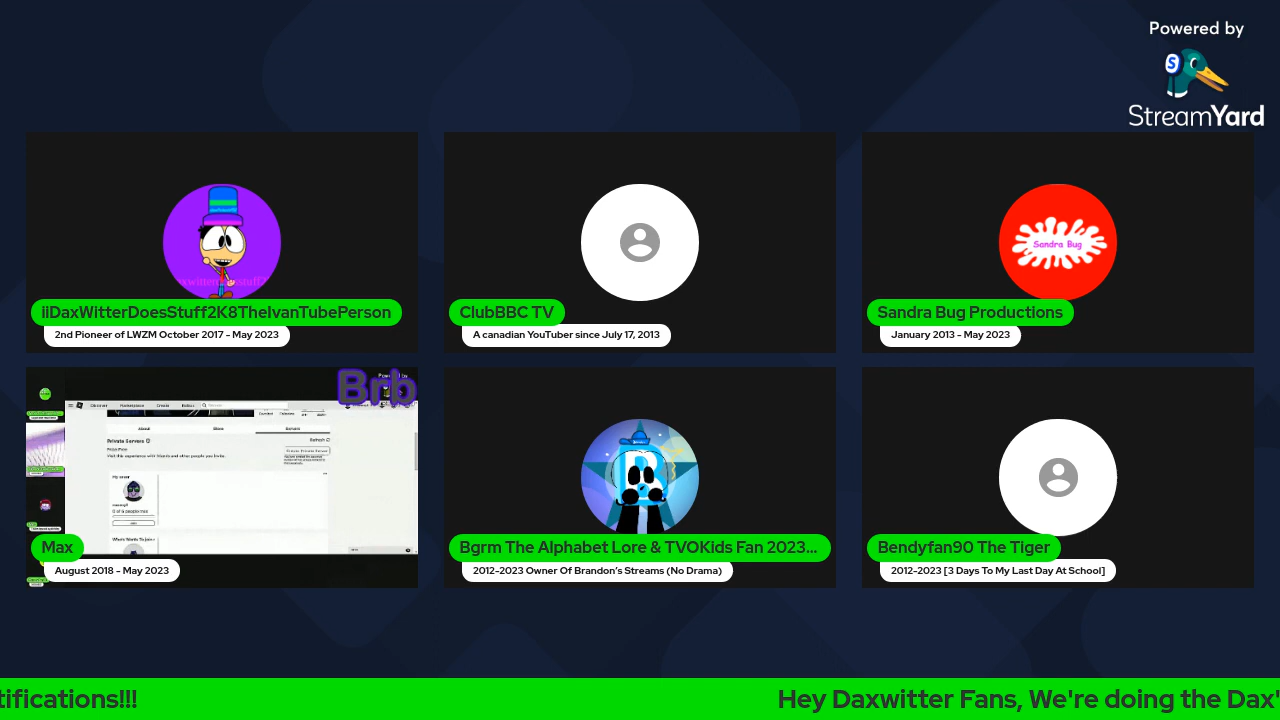 Powered by
StreamYard
iiDaxWitterDoesStuff2K8TheIvanTubePerson
2nd Pioneer of LWZM October 2017 - May 2023
ClubBBC TV
A canadian YouTuber since July 17, 2013
Sandra Bug
Sandra Bug Productions
January 2013 - May 2023
Brb
Private Servers
Refresh
Max
August 2018 - May 2023
Bgrm The Alphabet Lore & TVOKids Fan 2023...
2012-2023 Owner Of Brandon's Streams (No Drama)
Bendyfan90 The Tiger
2012-2023 [3 Days To My Last Day At School]
tifications!!!
Hey Daxwitter Fans, We're doing the Dax'